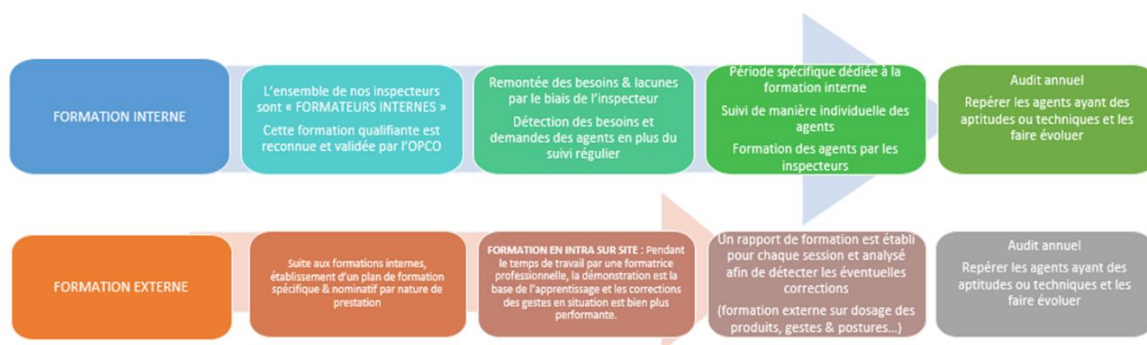 FORMATION INTERNE
L'ensemble de nos inspecteurs
sont « FORMATEURS INTERNES »
Cette formation qualifiante est
reconnue et validée par l'OPCO
Remontée des besoins & lacunes
par le biais de l'inspecteur
Détection des besoins et
demandes des agents en plus du
suivi régulier
Période spécifique dédiée à la
formation interne
Suivi de manière individuelle des
agents
Formation des agents par les
inspecteurs
Audit annuel
Repérer les agents ayant des
aptitudes ou techniques et les
faire évoluer
FORMATION EXTERNE
Suite aux formations internes,
établissement d'un plan de formation
spécifique & nominatif par nature de
prestation
FORMATION EN INTRA SUR SITE : Pendant
le temps de travail par une formatrice
professionnelle, la démonstration est la
base de l'apprentissage et les corrections
des gestes en situation est bien plus
performante.
Un rapport de formation est établi
pour chaque session et analysé
afin de détecter les éventuelles
corrections
(formation externe sur dosage des
produits, gestes & postures...)
Audit annuel
Repérer les agents ayant des
aptitudes ou techniques et les
faire évoluer